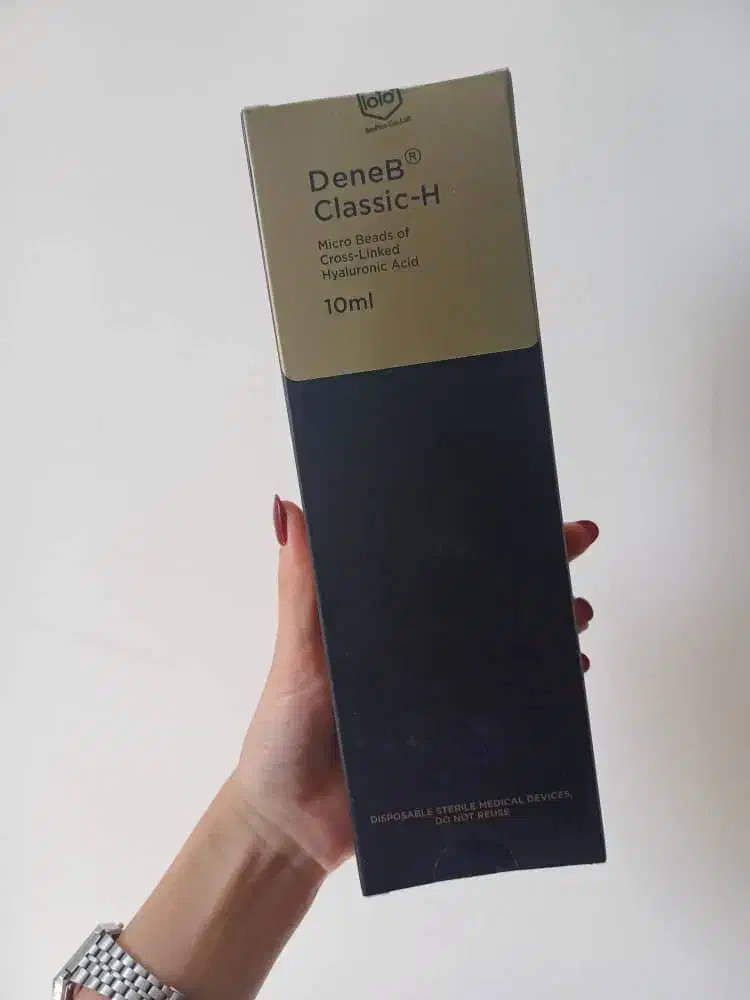 DeneB®
Classic-H
Micro Beads of
Cross-Linked
Hyaluronic Acid
10ml
DISPOSABLE STERILE MEDICAL DEVICES,
DO NOT REUSE